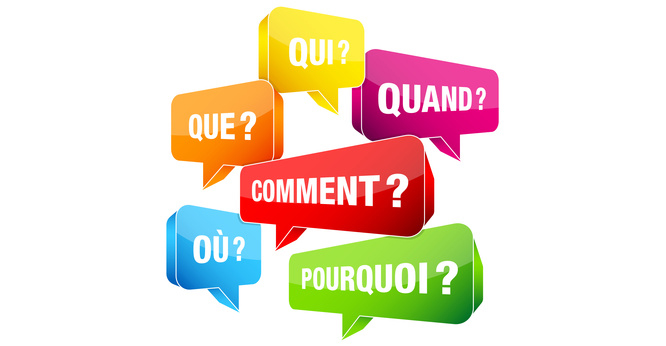 QUI ?
QUAND ?
QUE ?
COMMENT ?
OÙ ?
POURQUOI ?